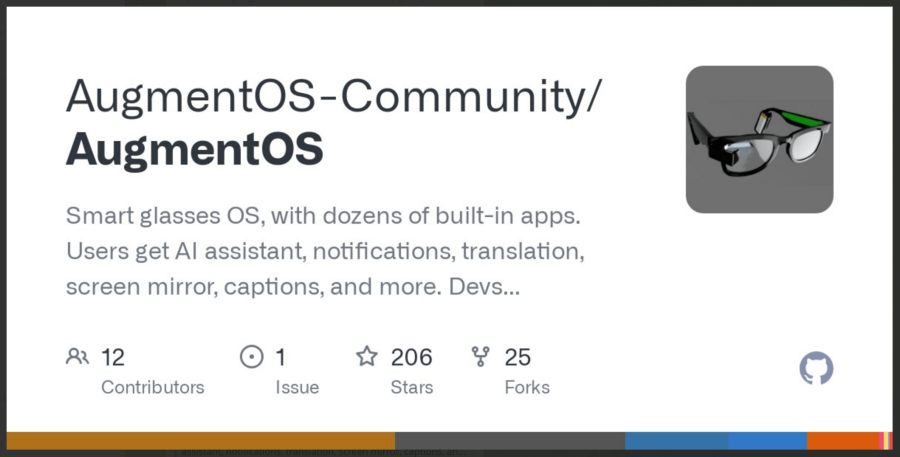 AugmentOS-Community/
AugmentOS
Smart glasses OS, with dozens of built-in apps.
Users get AI assistant, notifications, translation,
screen mirror, captions, and more. Devs...
12
Contributors
1
Issue
206
Stars
25
Forks